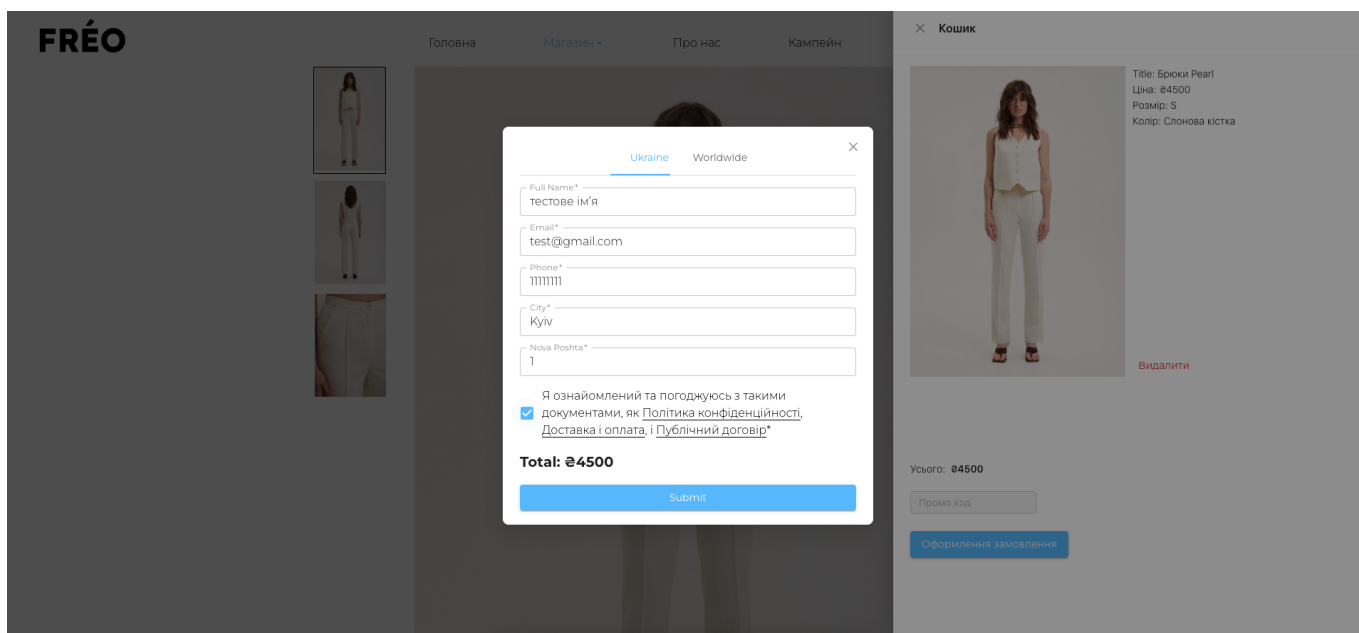 FRÉO
Головна
Магазин
Про нас
Кампейн
Кошик
Title: Брюки Pearl
Ціна: ₴4500
Розмір: S
Колір: Слонова кістка
Видалити
Усього: ₴4500
Промо код
Оформлення замовлення
Ukraine
Worldwide
Full Name*
тестове ім'я
Email*
test@gmail.com
Phone*
11111111
City*
Kyiv
Nova Poshta*
1
Я ознайомлений та погоджуюсь з такими
документами, як Політика конфіденційності,
Доставка і оплата, і Публічний договір*
Total: ₴4500
Submit